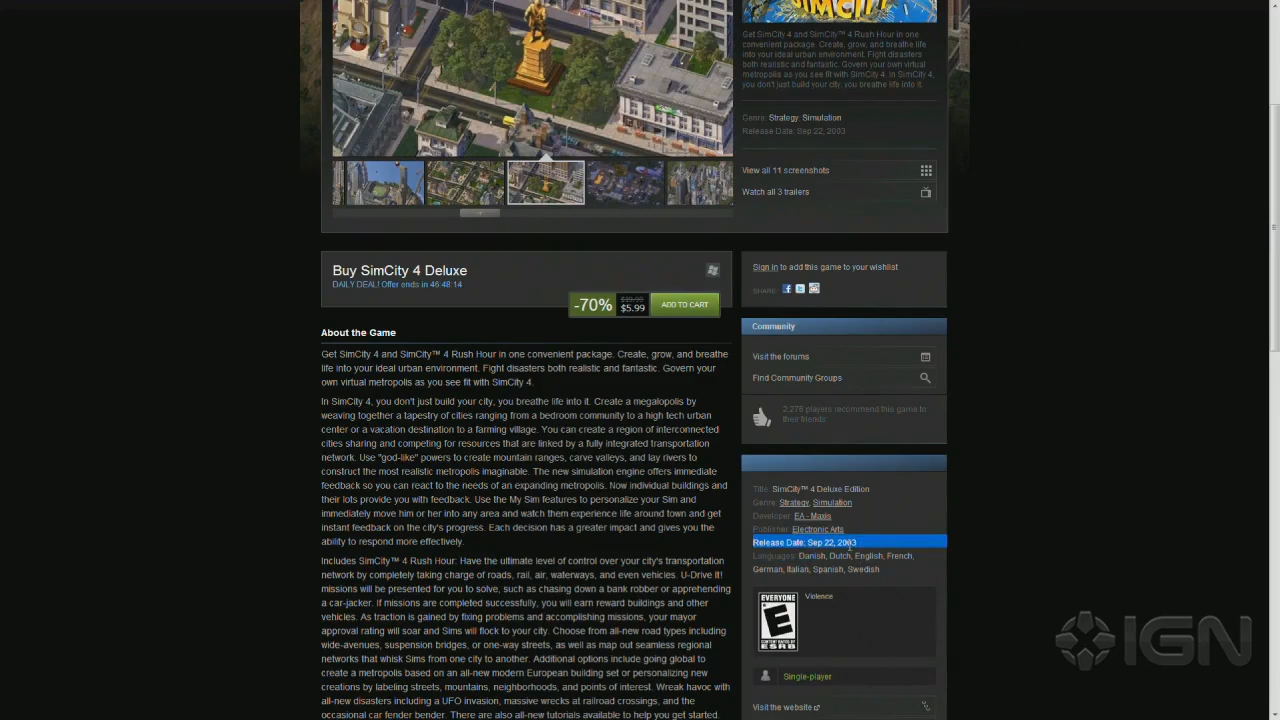 SIMCITY
Get SimCity 4 and SimCity™ 4 Rush Hour in one
convenient package. Create, grow, and breathe life
into your ideal urban environment. Fight disasters
both realistic and fantastic. Govern your own virtual
metropolis as you see fit with SimCity 4. In SimCity 4,
you don't just build your city, you breathe life into it.
Genre: Strategy, Simulation
Release Date: Sep 22, 2003
View all 11 screenshots
Watch all 3 trailers
Buy SimCity 4 Deluxe
DAILY DEAL! Offer ends in 46:48:14
-70% $19.99 $5.99 ADD TO CART
About the Game
Get SimCity 4 and SimCity™ 4 Rush Hour in one convenient package. Create, grow, and breathe
life into your ideal urban environment. Fight disasters both realistic and fantastic. Govern your
own virtual metropolis as you see fit with SimCity 4.
In SimCity 4, you don't just build your city, you breathe life into it. Create a megalopolis by
weaving together a tapestry of cities ranging from a bedroom community to a high tech urban
center or a vacation destination to a farming village. You can create a region of interconnected
cities sharing and competing for resources that are linked by a fully integrated transportation
network. Use "god-like" powers to create mountain ranges, carve valleys, and lay rivers to
construct the most realistic metropolis imaginable. The new simulation engine offers immediate
feedback so you can react to the needs of an expanding metropolis. Now individual buildings and
their lots provide you with feedback. Use the My Sim features to personalize your Sim and
immediately move him or her into any area and watch them experience life around town and get
instant feedback on the city's progress. Each decision has a greater impact and gives you the
ability to respond more effectively.
Includes SimCity™ 4 Rush Hour: Have the ultimate level of control over your city's transportation
network by completely taking charge of roads, rail, air, waterways, and even vehicles. U-Drive It!
missions will be presented for you to solve, such as chasing down a bank robber or apprehending
a car-jacker. If missions are completed successfully, you will earn reward buildings and other
vehicles. As traction is gained by fixing problems and accomplishing missions, your mayor
approval rating will soar and Sims will flock to your city. Choose from all-new road types including
wide-avenues, suspension bridges, or one-way streets, as well as map out seamless regional
networks that whisk Sims from one city to another. Additional options include going global to
create a metropolis based on an all-new modern European building set or personalizing new
creations by labeling streets, mountains, neighborhoods, and points of interest. Wreak havoc with
all-new disasters including a UFO invasion, massive wrecks at railroad crossings, and the
occasional car fender bender. There are also all-new tutorials available to help you get started.
Sign in to add this game to your wishlist
SHARE:
Community
Visit the forums
Find Community Groups
2,276 players recommend this game to
their friends
Title: SimCity™ 4 Deluxe Edition
Genre: Strategy, Simulation
Developer: EA - Maxis
Publisher: Electronic Arts
Release Date: Sep 22, 2003
Languages: Danish, Dutch, English, French,
German, Italian, Spanish, Swedish
EVERYONE
E
CONTENT RATED BY
ESRB
Violence
Single-player
Visit the website
IGN